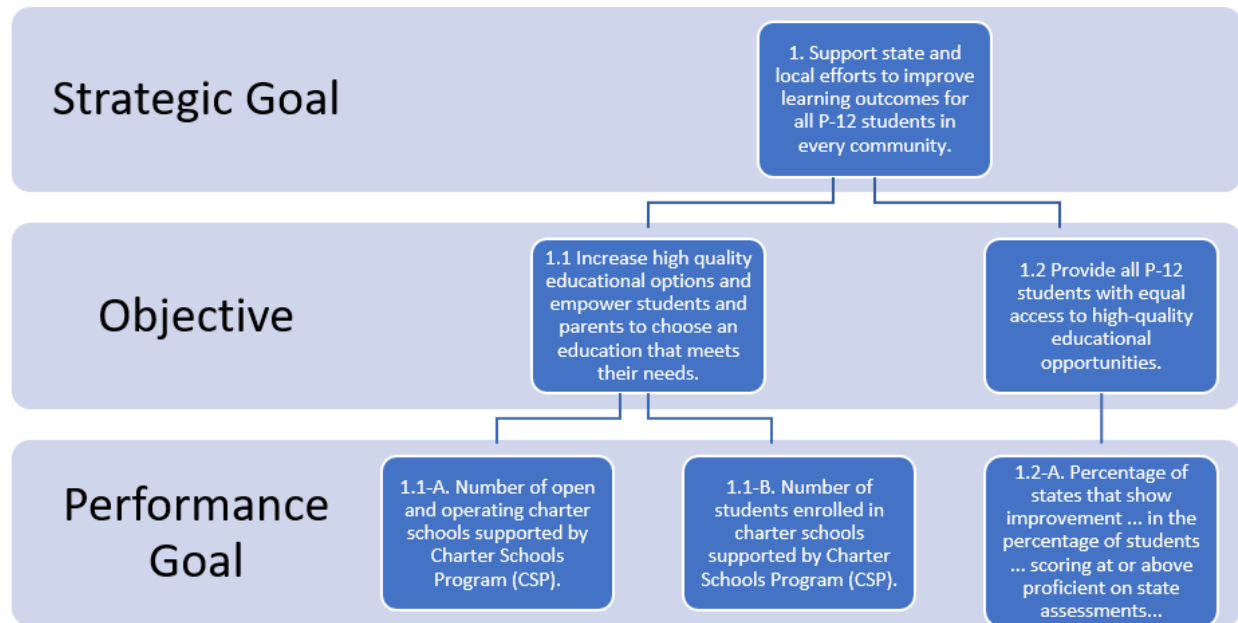 Strategic Goal
1. Support state and
local efforts to improve
learning outcomes for
all P-12 students in
every community.
Objective
1.1 Increase high quality
educational options and
empower students and
parents to choose an
education that meets
their needs.
1.2 Provide all P-12
students with equal
access to high-quality
educational
opportunities.
Performance
Goal
1.1-A. Number of open
and operating charter
schools supported by
Charter Schools
Program (CSP).
1.1-B. Number of
students enrolled in
charter schools
supported by Charter
Schools Program (CSP).
1.2-A. Percentage of
states that show
improvement ... in the
percentage of students
... scoring at or above
proficient on state
assessments...